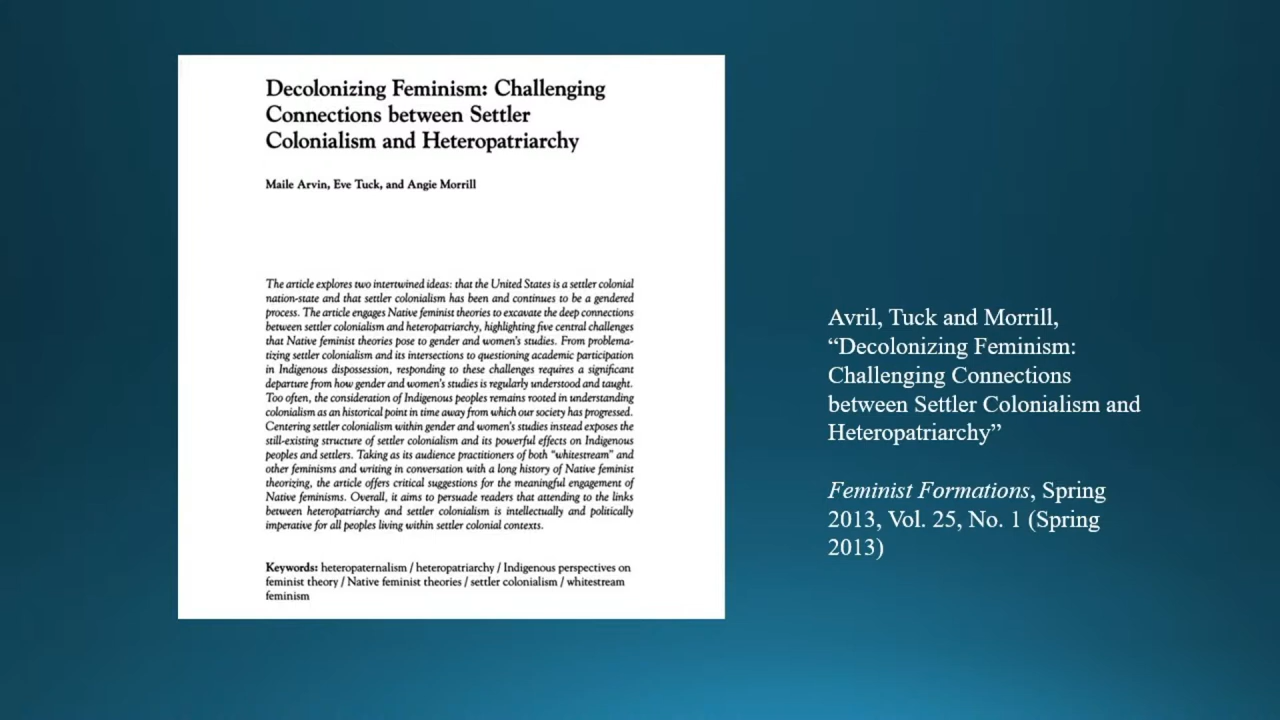 Decolonizing Feminism: Challenging
Connections between Settler
Colonialism and Heteropatriarchy
Maile Arvin, Eve Tuck, and Angie Morrill
The article explores two intertwined ideas: that the United States is a settler colonial
nation-state and that settler colonialism has been and continues to be a gendered
process. The article engages Native feminist theories to excavate the deep connections
between settler colonialism and heteropatriarchy, highlighting five central challenges
that Native feminist theories pose to gender and women's studies. From problema-
tizing settler colonialism and its intersections to questioning academic participation
in Indigenous dispossession, responding to these challenges requires a significant
departure from how gender and women's studies is regularly understood and taught.
Too often, the consideration of Indigenous peoples remains rooted in understanding
colonialism as an historical point in time away from which our society has progressed.
Centering settler colonialism within gender and women's studies instead exposes the
still-existing structure of settler colonialism and its powerful effects on Indigenous
peoples and settlers. Taking as its audience practitioners of both "whitestream" and
other feminisms and writing in conversation with a long history of Native feminist
theorizing, the article offers critical suggestions for the meaningful engagement of
Native feminisms. Overall, it aims to persuade readers that attending to the links
between heteropatriarchy and settler colonialism is intellectually and politically
imperative for all peoples living within settler colonial contexts.
Keywords: heteropaternalism / heteropatriarchy / Indigenous perspectives on
feminist theory / Native feminist theories / settler colonialism / whitestream
feminism
Avril, Tuck and Morrill,
“Decolonizing Feminism:
Challenging Connections
between Settler Colonialism and
Heteropatriarchy”
Feminist Formations, Spring
2013, Vol. 25, No. 1 (Spring
2013)